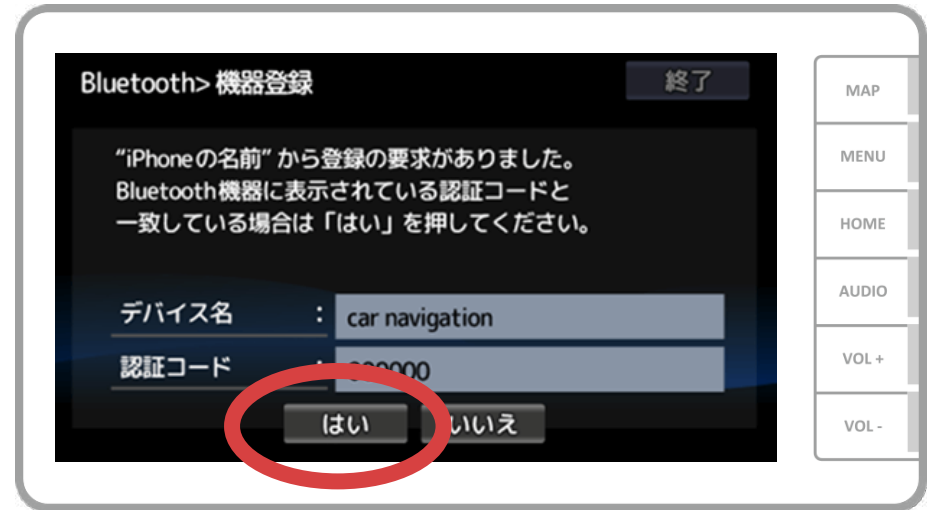 Bluetooth> 機器登録
終了
“iPhoneの名前” から登録の要求がありました。
Bluetooth機器に表示されている認証コードと
一致している場合は「はい」を押してください。
デバイス名 : car navigation
認証コード : 000000
はい
いいえ
MAP
MENU
HOME
AUDIO
VOL +
VOL -